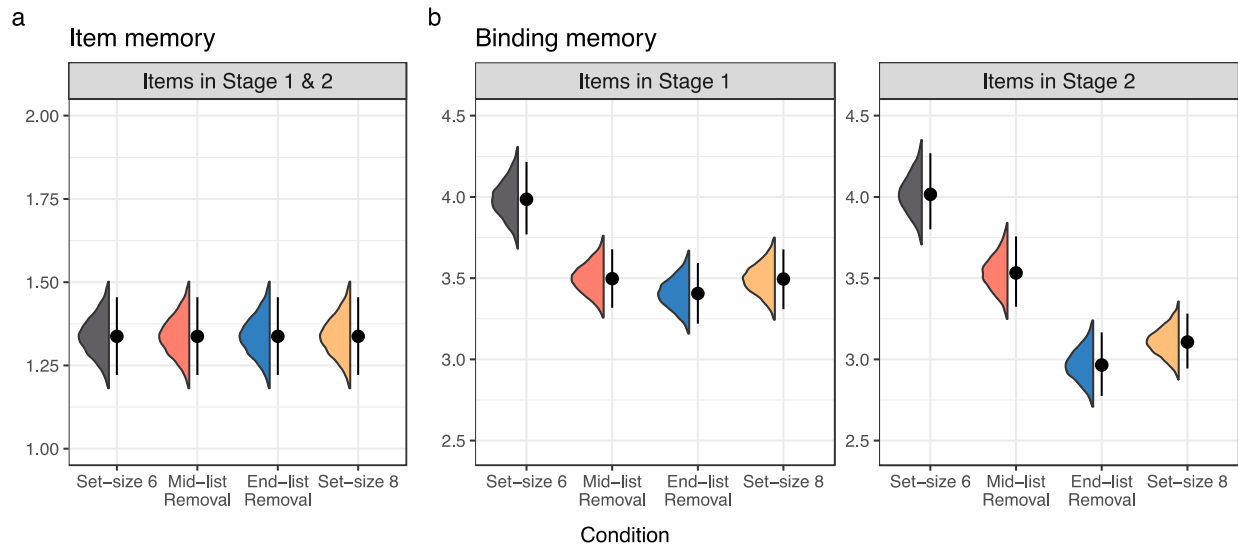 a
Item memory
Items in Stage 1 & 2
2.00
1.75
1.50
1.25
1.00
Set−size 6
Mid−list
Removal
End−list
Removal
Set−size 8
b
Binding memory
Items in Stage 1
4.5
4.0
3.5
3.0
2.5
Set−size 6
Mid−list
Removal
End−list
Removal
Set−size 8
Items in Stage 2
4.5
4.0
3.5
3.0
2.5
Set−size 6
Mid−list
Removal
End−list
Removal
Set−size 8
Condition